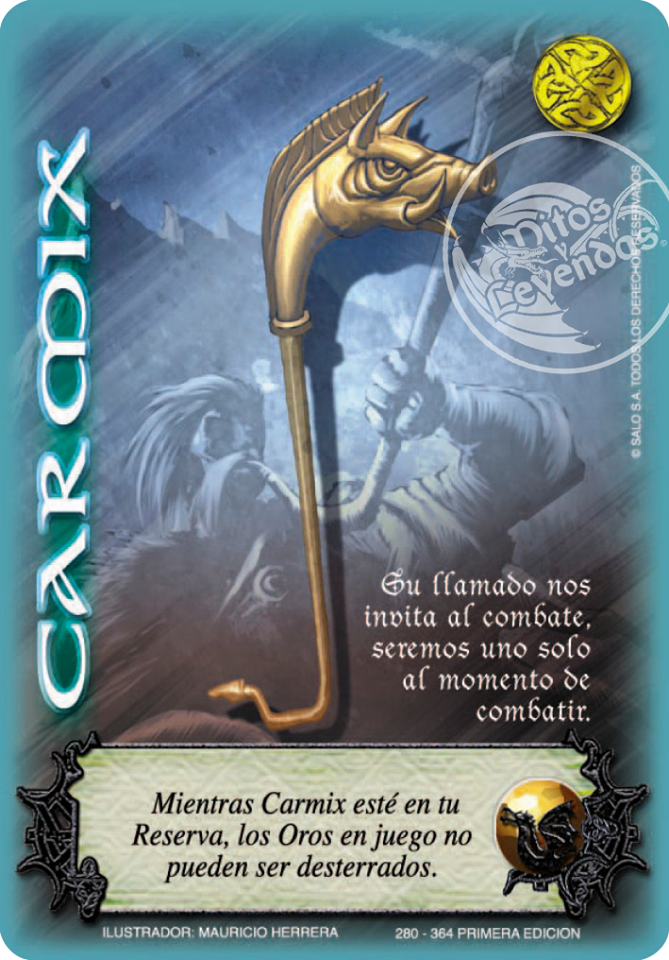 CARMIX
Mitos
y
Leyendas
© SALO S.A. TODOS LOS DERECHOS RESERVADOS
Su llamado nos
invita al combate,
seremos uno solo
al momento de
combatir.
Mientras Carmix esté en tu
Reserva, los Oros en juego no
pueden ser desterrados.
ILUSTRADOR: MAURICIO HERRERA 280 - 364 PRIMERA EDICION